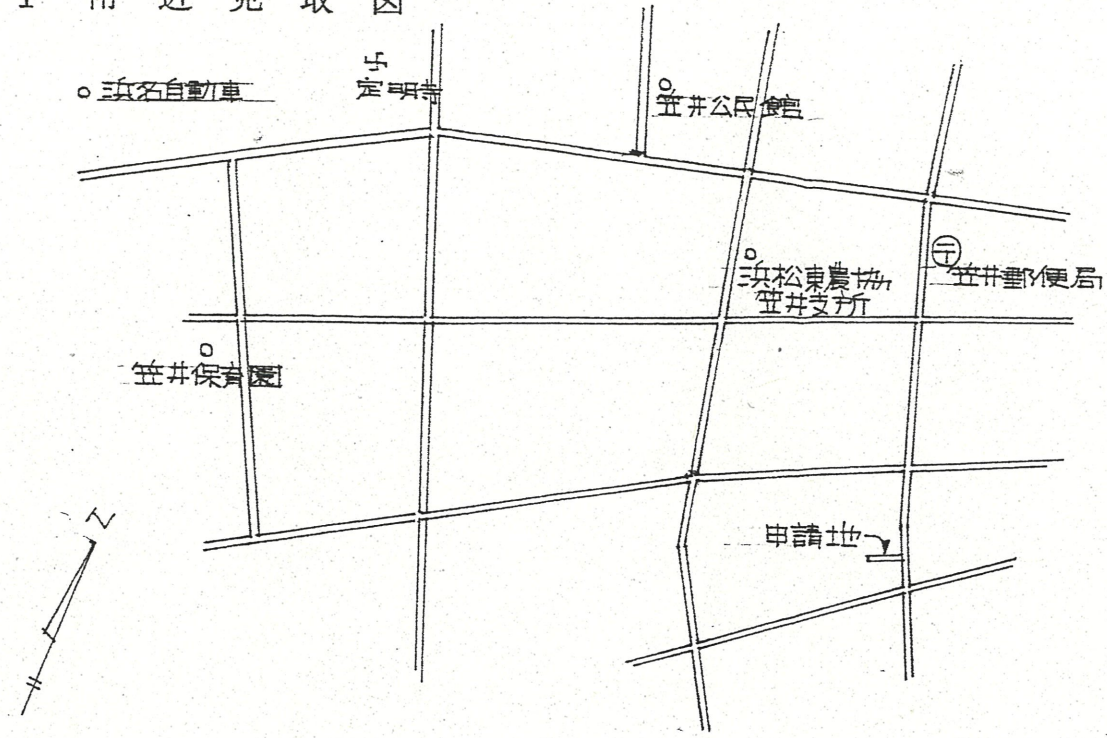 1 付近見取図
浜名自動車
卍
定明寺
笠井公民館
〒
笠井郵便局
浜松東農協
笠井支所
笠井保育園
申請地
N